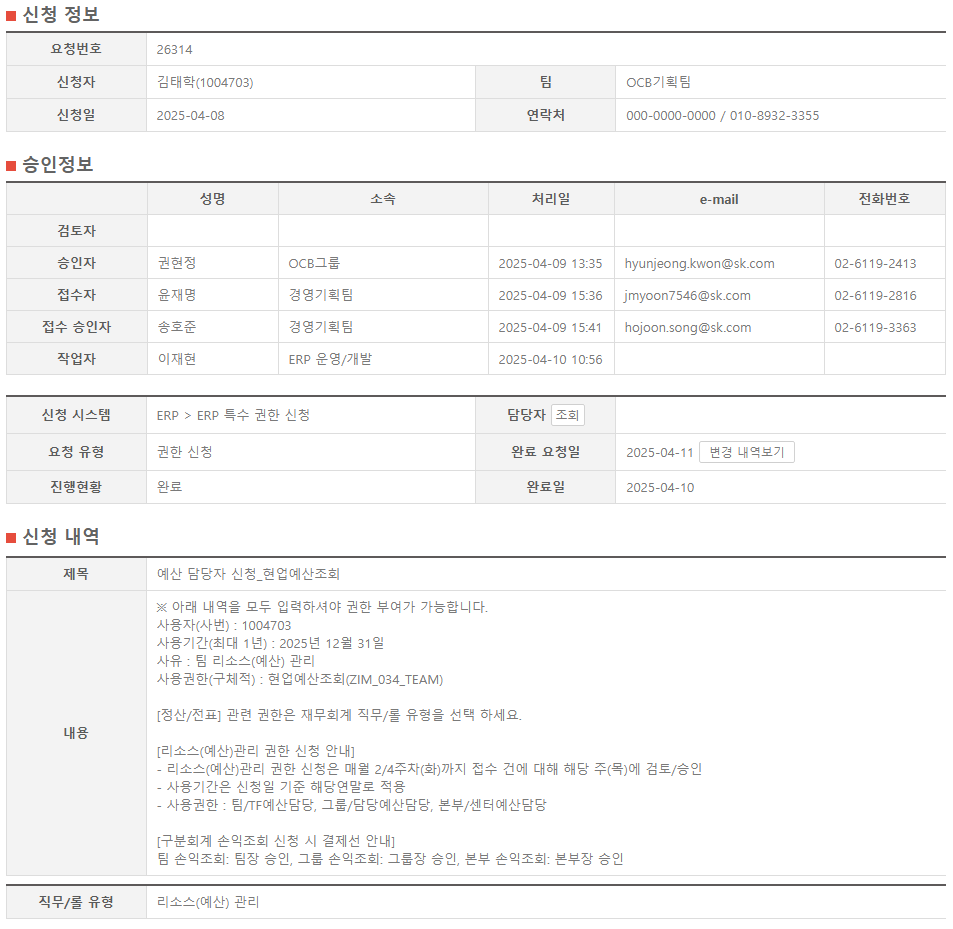 신청 정보
요청번호 26314
신청자 김태학(1004703) 팀 OCB기획팀
신청일 2025-04-08 연락처 000-0000-0000 / 010-8932-3355
승인정보
성명 소속 처리일 e-mail 전화번호
검토자
승인자 권현정 OCB그룹 2025-04-09 13:35 hyunjeong.kwon@sk.com 02-6119-2413
접수자 윤재명 경영기획팀 2025-04-09 15:36 jmyoon7546@sk.com 02-6119-2816
접수 승인자 송호준 경영기획팀 2025-04-09 15:41 hojoon.song@sk.com 02-6119-3363
작업자 이재현 ERP 운영/개발 2025-04-10 10:56
신청 시스템 ERP > ERP 특수 권한 신청 담당자 조회
요청 유형 권한 신청 완료 요청일 2025-04-11 변경 내역보기
진행현황 완료 완료일 2025-04-10
신청 내역
제목 예산 담당자 신청_현업예산조회
내용
※ 아래 내역을 모두 입력하셔야 권한 부여가 가능합니다.
사용자(사번) : 1004703
사용기간(최대 1년) : 2025년 12월 31일
사유 : 팀 리소스(예산) 관리
사용권한(구체적) : 현업예산조회(ZIM_034_TEAM)
[정산/전표] 관련 권한은 재무회계 직무/롤 유형을 선택 하세요.
[리소스(예산)관리 권한 신청 안내]
- 리소스(예산)관리 권한 신청은 매월 2/4주차(화)까지 접수 건에 대해 해당 주(목)에 검토/승인
- 사용기간은 신청일 기준 해당연말로 적용
- 사용권한 : 팀/TF예산담당, 그룹/담당예산담당, 본부/센터예산담당
[구분회계 손익조회 신청 시 결제선 안내]
팀 손익조회: 팀장 승인, 그룹 손익조회: 그룹장 승인, 본부 손익조회: 본부장 승인
직무/롤 유형 리소스(예산) 관리